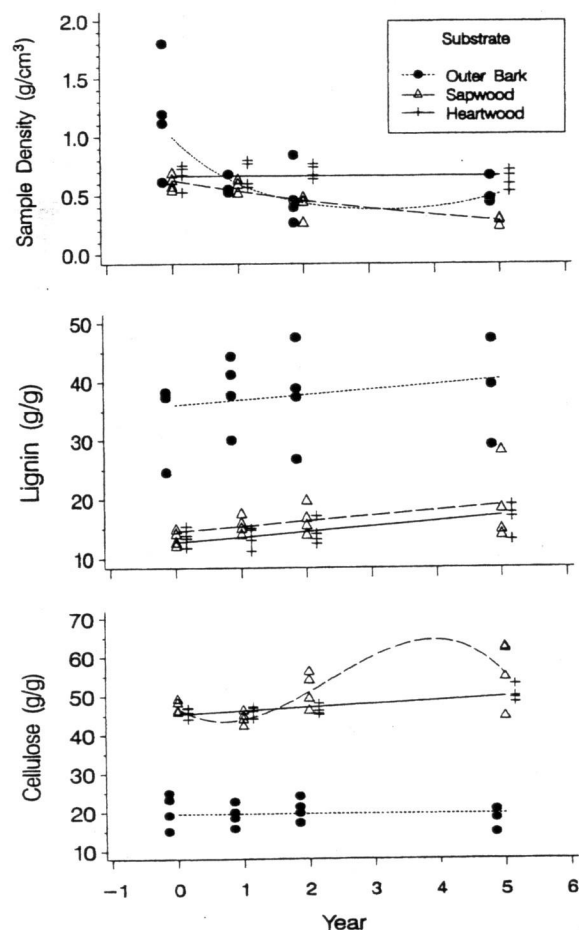 2.0
1.5
1.0
0.5
0.0
Sample Density (g/cm³)
Substrate
Outer Bark
Sapwood
Heartwood
50
40
30
20
10
Lignin (g/g)
70
60
50
40
30
20
10
Cellulose (g/g)
−1 0 1 2 3 4 5 6
Year